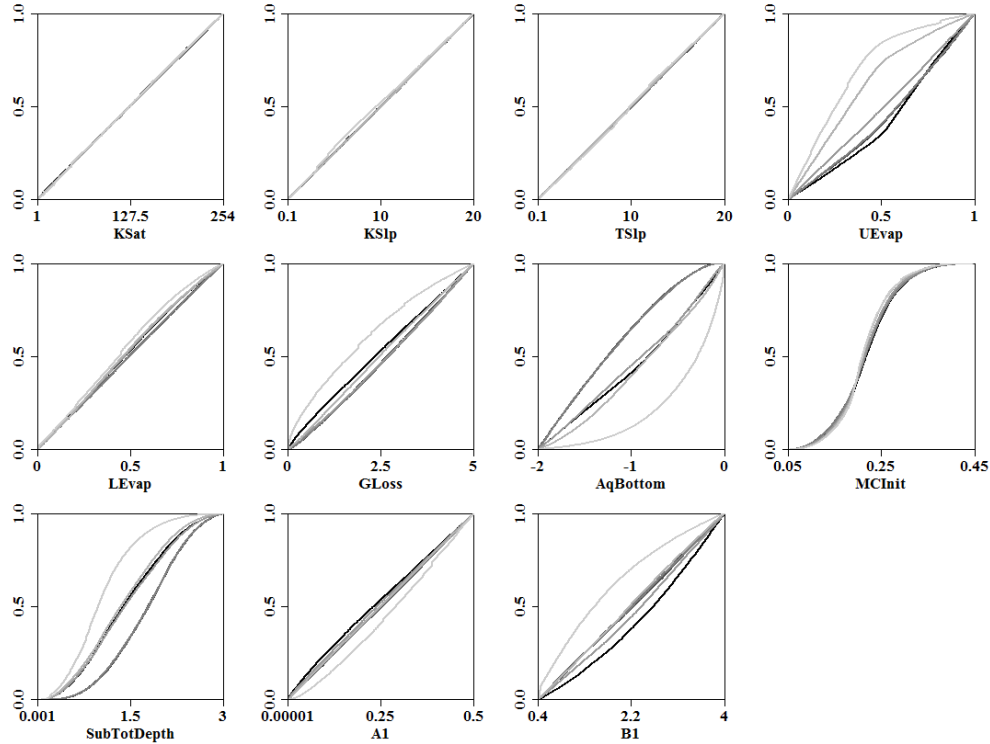 1.0 1.0 1.0 1.0
0.5 0.5 0.5 0.5
0.0 0.0 0.0 0.0
1 127.5 254 0.1 10 20 0.1 10 20 0 0.5 1
KSat KSlp TSlp UEvap
1.0 1.0 1.0 1.0
0.5 0.5 0.5 0.5
0.0 0.0 0.0 0.0
0 0.5 1 0 2.5 5 -2 -1 0 0.05 0.25 0.45
LEvap GLoss AqBottom MCInit
1.0 1.0 1.0
0.5 0.5 0.5
0.0 0.0 0.0
0.001 1.5 3 0.00001 0.25 0.5 0.4 2.2 4
SubTotDepth A1 B1